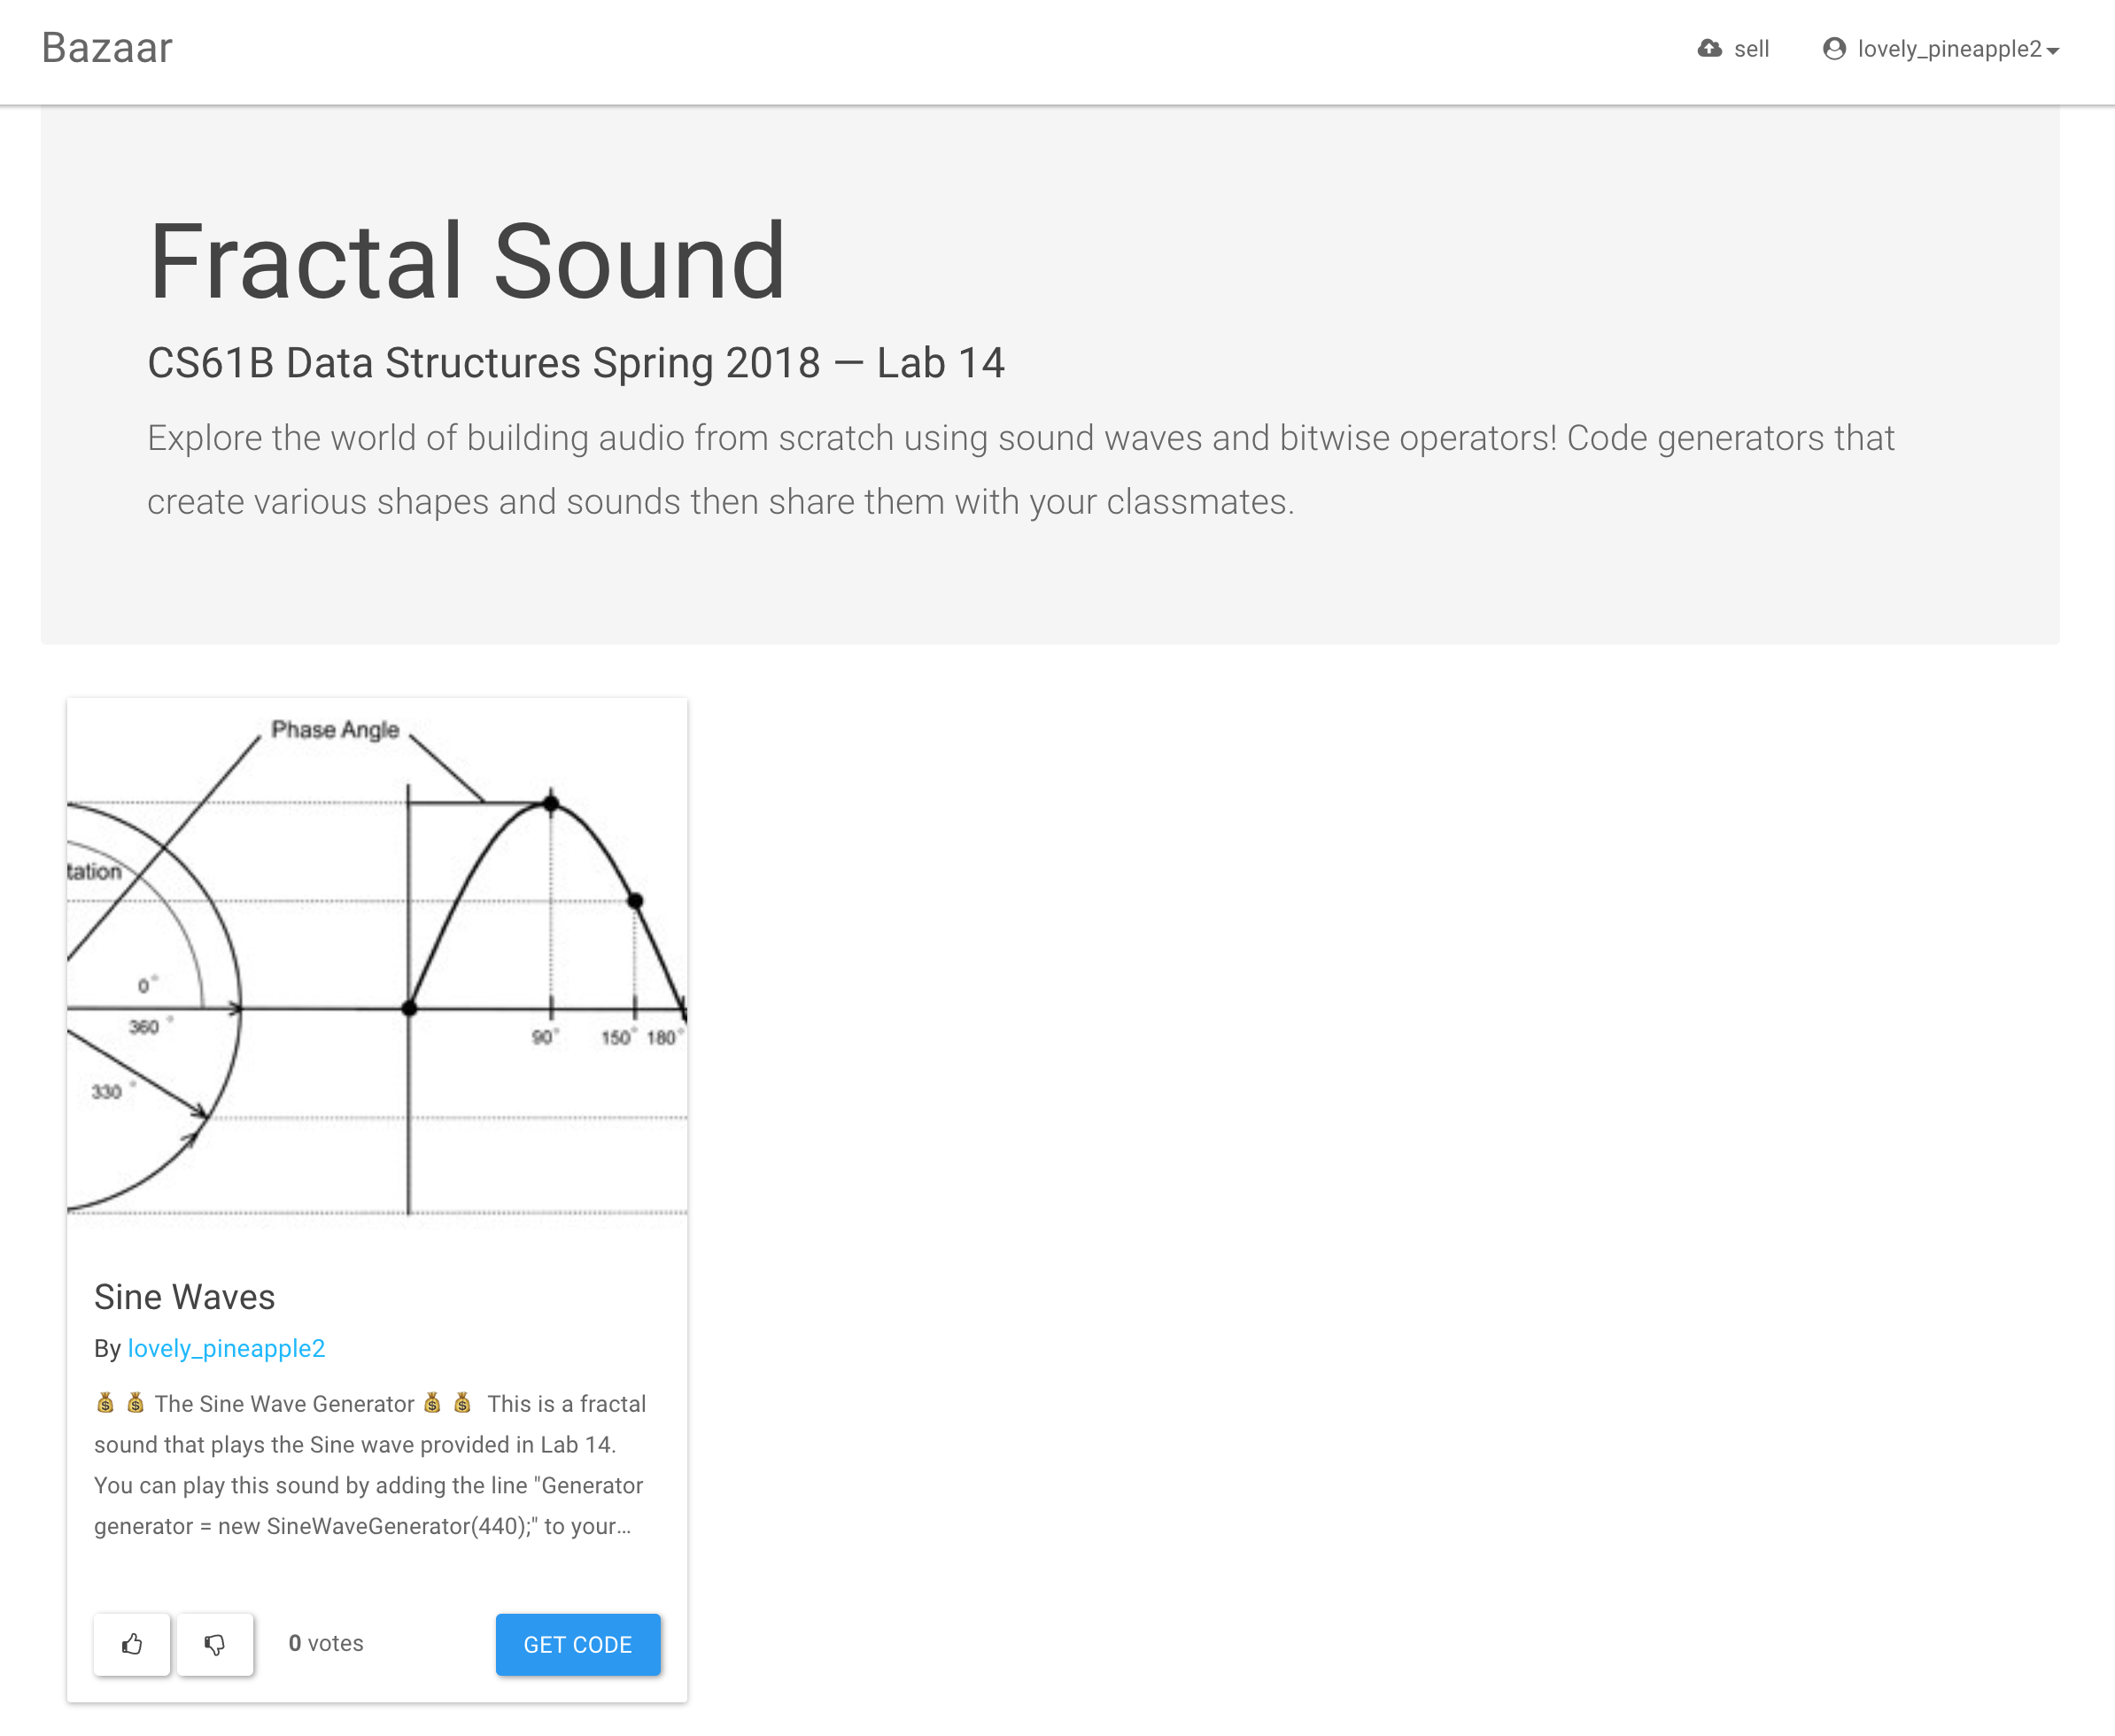 Bazaar
sell
lovely_pineapple2
Fractal Sound
CS61B Data Structures Spring 2018 — Lab 14
Explore the world of building audio from scratch using sound waves and bitwise operators! Code generators that
create various shapes and sounds then share them with your classmates.
Phase Angle
tation
0°
360°
330°
90° 150° 180°
Sine Waves
By lovely_pineapple2
💰 💰 The Sine Wave Generator 💰 💰 This is a fractal
sound that plays the Sine wave provided in Lab 14.
You can play this sound by adding the line "Generator
generator = new SineWaveGenerator(440);" to your...
0 votes
GET CODE